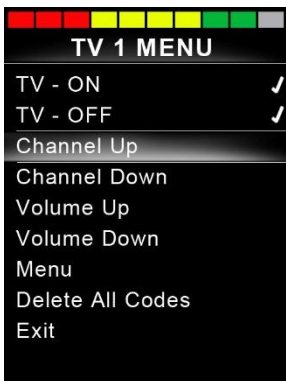 TV 1 MENU
TV - ON
TV - OFF
Channel Up
Channel Down
Volume Up
Volume Down
Menu
Delete All Codes
Exit